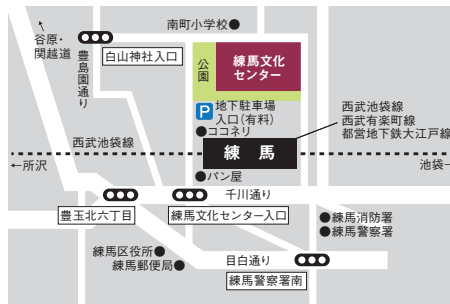 南町小学校●
↑
谷原・
関越道
豊島園通り
白山神社入口
公園
練馬文化
センター
P 地下駐車場
入口(有料)
●ココネリ
西武池袋線
西武有楽町線
都営地下鉄大江戸線
西武池袋線
練馬
←所沢
池袋→
●パン屋
千川通り
豊玉北六丁目
練馬文化センター入口
●練馬消防署
●練馬警察署
練馬区役所●
練馬郵便局●
目白通り
練馬警察署南